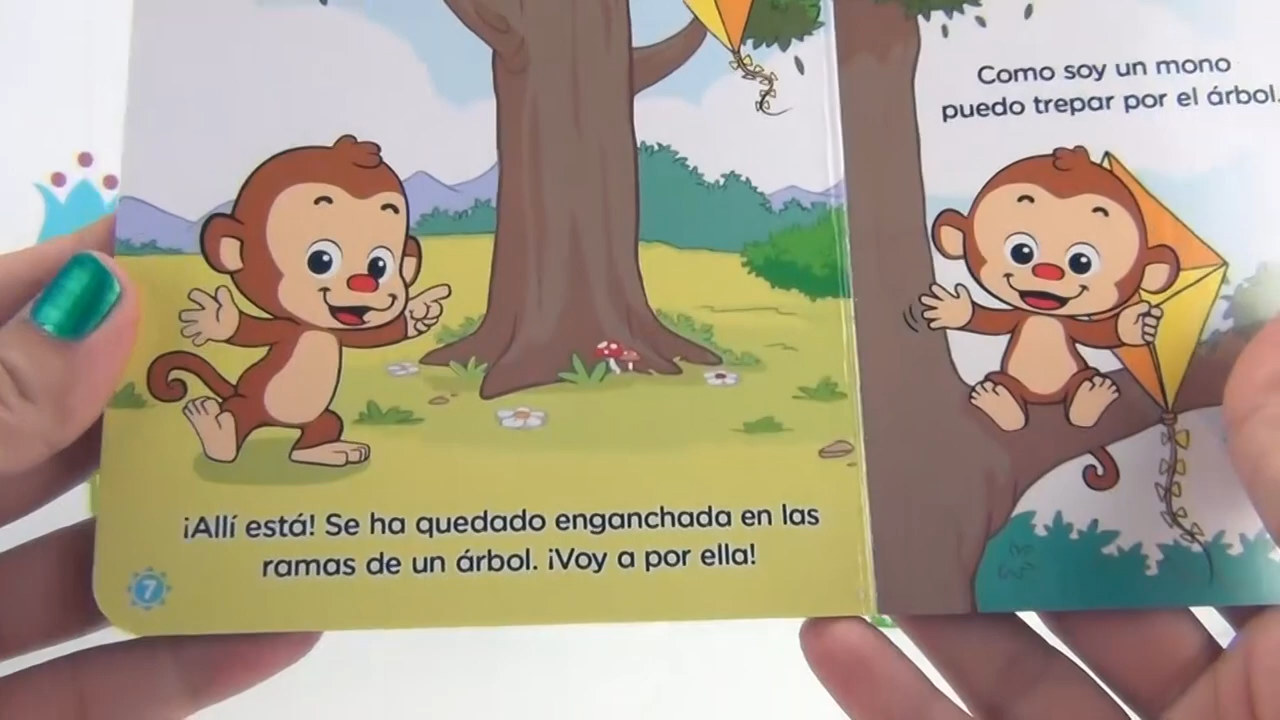 ¡Allí está! Se ha quedado enganchada en las
ramas de un árbol. ¡Voy a por ella!
7
Como soy un mono
puedo trepar por el árbol.